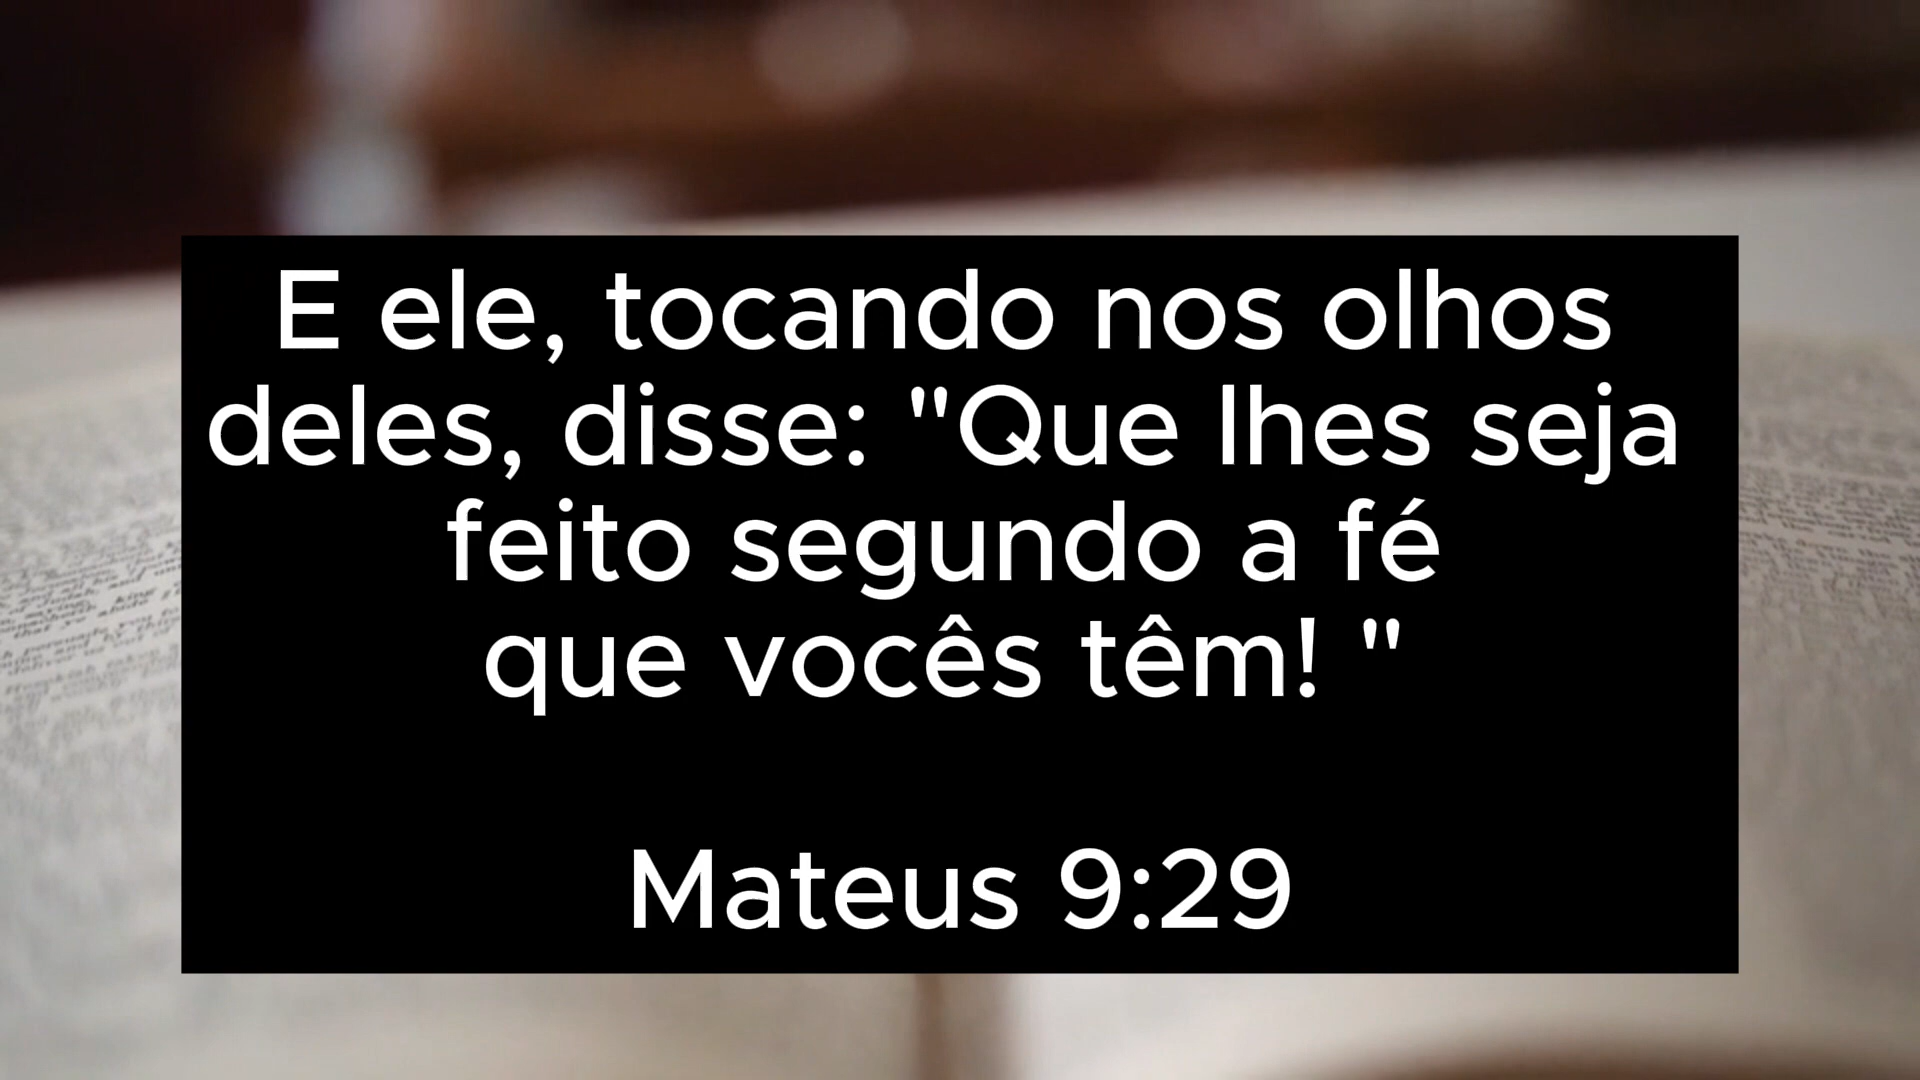 E ele, tocando nos olhos
deles, disse: "Que lhes seja
feito segundo a fé
que vocês têm! "
Mateus 9:29